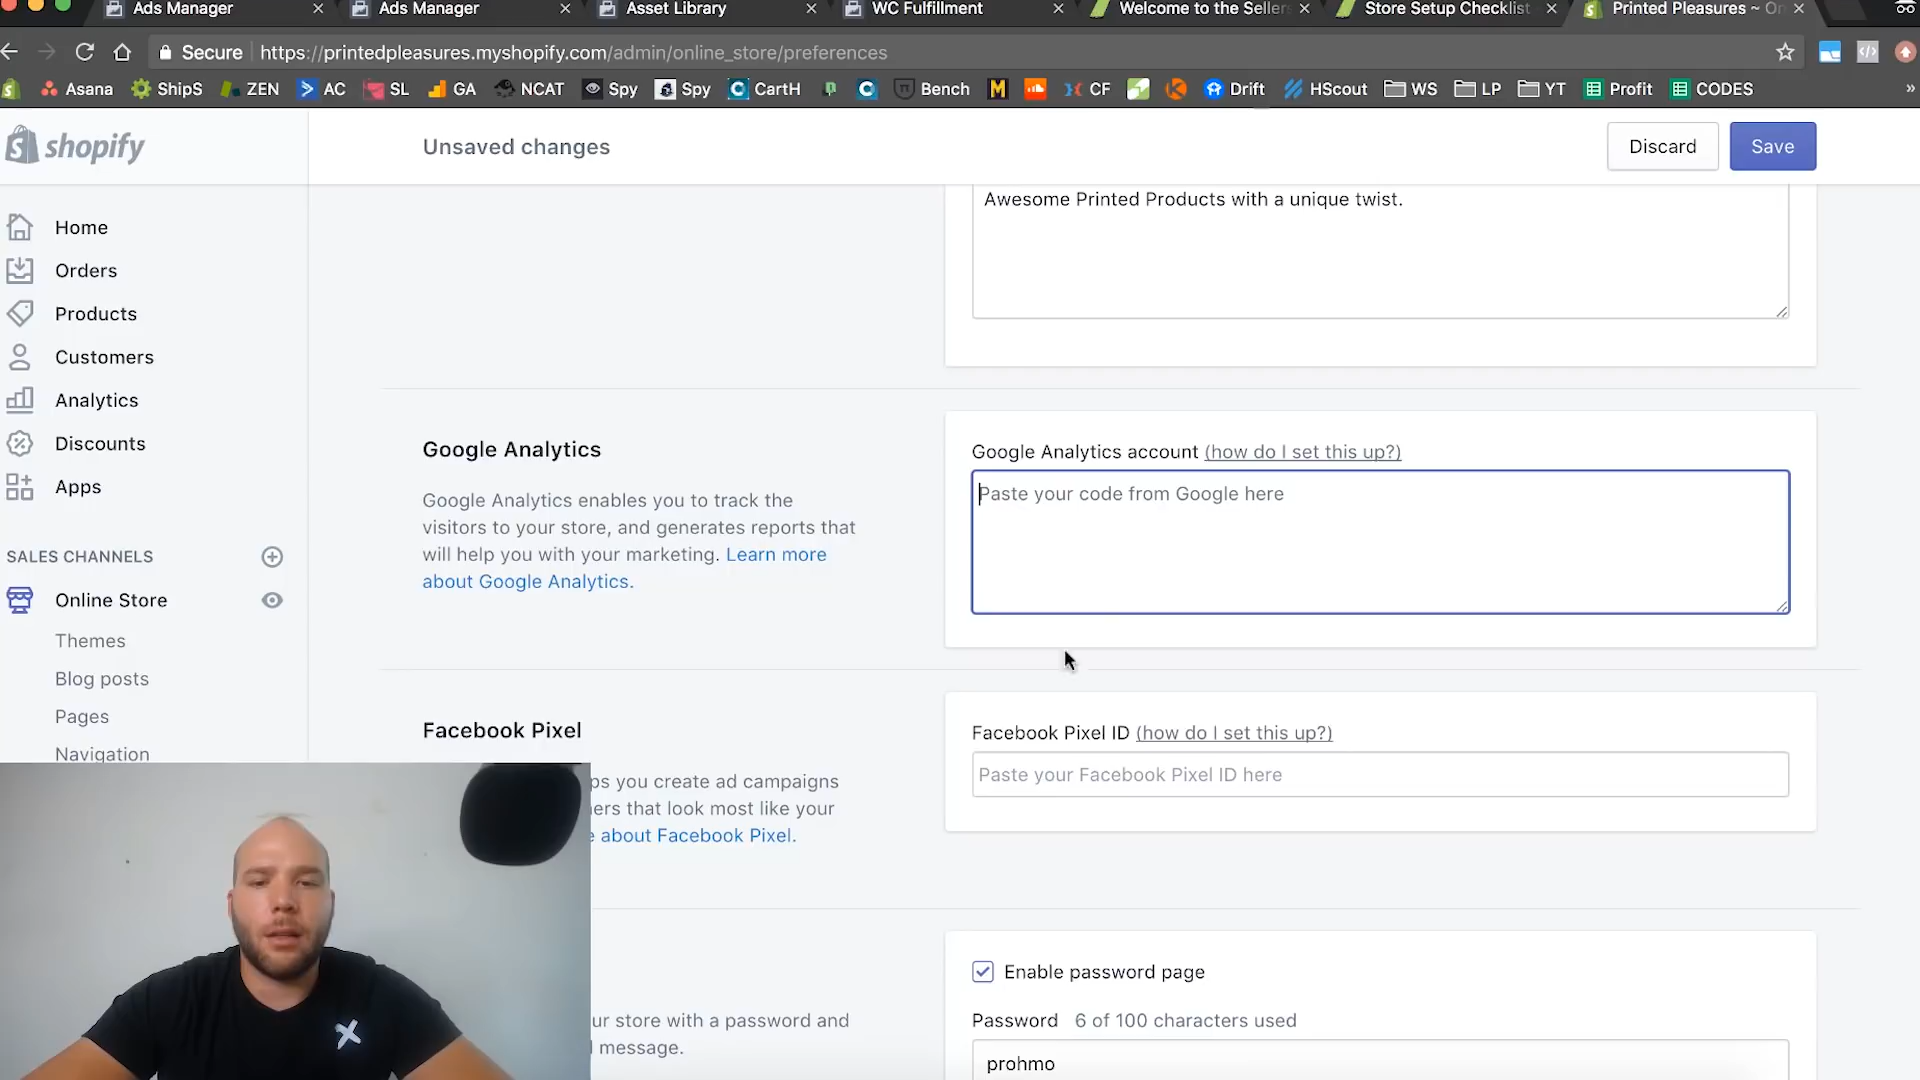 Ads Manager
Ads Manager
Asset Library
WC Fulfillment
Welcome to the Sellers
Store Setup Checklist
Printed Pleasures ~ On
Secure https://printedpleasures.myshopify.com/admin/online_store/preferences
Asana ShipS ZEN AC SL GA NCAT Spy Spy CartH Bench CF Drift HScout WS LP YT Profit CODES »
shopify
Unsaved changes
Discard
Save
Awesome Printed Products with a unique twist.
Home
Orders
Products
Customers
Analytics
Discounts
Apps
SALES CHANNELS
Online Store
Themes
Blog posts
Pages
Navigation
Google Analytics
Google Analytics enables you to track the
visitors to your store, and generates reports that
will help you with your marketing. Learn more
about Google Analytics.
Google Analytics account (how do I set this up?)
Paste your code from Google here
Facebook Pixel
ps you create ad campaigns
ers that look most like your
e about Facebook Pixel.
Facebook Pixel ID (how do I set this up?)
Paste your Facebook Pixel ID here
ur store with a password and
message.
Enable password page
Password 6 of 100 characters used
prohmo